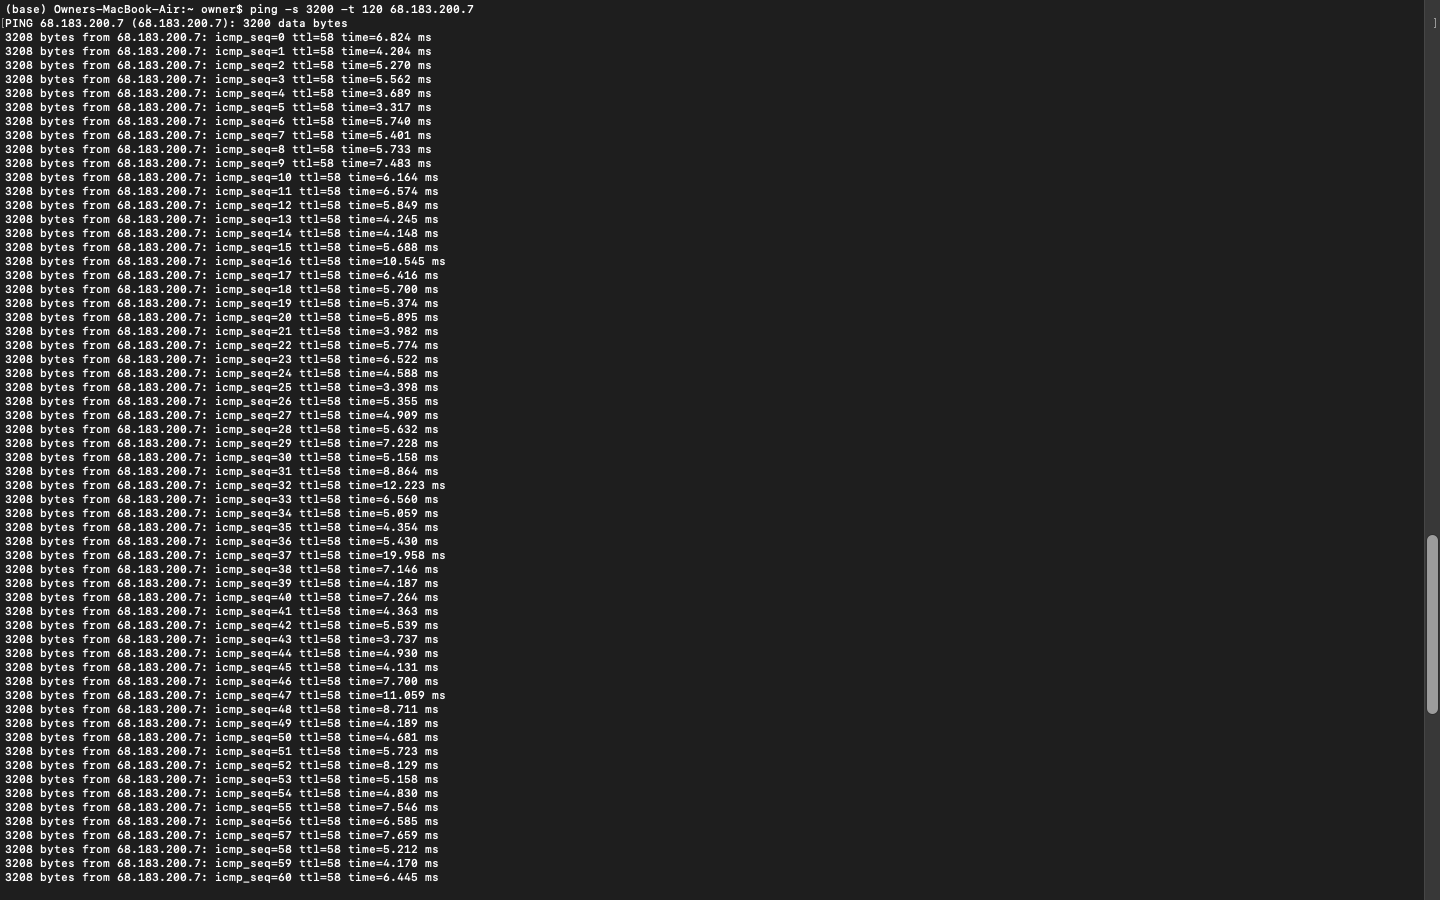 (base) Owners-MacBook-Air:~ owner$ ping -s 3200 -t 120 68.183.200.7
[PING 68.183.200.7 (68.183.200.7): 3200 data bytes ]
3208 bytes from 68.183.200.7: icmp_seq=0 ttl=58 time=6.824 ms
3208 bytes from 68.183.200.7: icmp_seq=1 ttl=58 time=4.204 ms
3208 bytes from 68.183.200.7: icmp_seq=2 ttl=58 time=5.270 ms
3208 bytes from 68.183.200.7: icmp_seq=3 ttl=58 time=5.562 ms
3208 bytes from 68.183.200.7: icmp_seq=4 ttl=58 time=3.689 ms
3208 bytes from 68.183.200.7: icmp_seq=5 ttl=58 time=3.317 ms
3208 bytes from 68.183.200.7: icmp_seq=6 ttl=58 time=5.740 ms
3208 bytes from 68.183.200.7: icmp_seq=7 ttl=58 time=5.401 ms
3208 bytes from 68.183.200.7: icmp_seq=8 ttl=58 time=5.733 ms
3208 bytes from 68.183.200.7: icmp_seq=9 ttl=58 time=7.483 ms
3208 bytes from 68.183.200.7: icmp_seq=10 ttl=58 time=6.164 ms
3208 bytes from 68.183.200.7: icmp_seq=11 ttl=58 time=6.574 ms
3208 bytes from 68.183.200.7: icmp_seq=12 ttl=58 time=5.849 ms
3208 bytes from 68.183.200.7: icmp_seq=13 ttl=58 time=4.245 ms
3208 bytes from 68.183.200.7: icmp_seq=14 ttl=58 time=4.148 ms
3208 bytes from 68.183.200.7: icmp_seq=15 ttl=58 time=5.688 ms
3208 bytes from 68.183.200.7: icmp_seq=16 ttl=58 time=10.545 ms
3208 bytes from 68.183.200.7: icmp_seq=17 ttl=58 time=6.416 ms
3208 bytes from 68.183.200.7: icmp_seq=18 ttl=58 time=5.700 ms
3208 bytes from 68.183.200.7: icmp_seq=19 ttl=58 time=5.374 ms
3208 bytes from 68.183.200.7: icmp_seq=20 ttl=58 time=5.895 ms
3208 bytes from 68.183.200.7: icmp_seq=21 ttl=58 time=3.982 ms
3208 bytes from 68.183.200.7: icmp_seq=22 ttl=58 time=5.774 ms
3208 bytes from 68.183.200.7: icmp_seq=23 ttl=58 time=6.522 ms
3208 bytes from 68.183.200.7: icmp_seq=24 ttl=58 time=4.588 ms
3208 bytes from 68.183.200.7: icmp_seq=25 ttl=58 time=3.398 ms
3208 bytes from 68.183.200.7: icmp_seq=26 ttl=58 time=5.355 ms
3208 bytes from 68.183.200.7: icmp_seq=27 ttl=58 time=4.909 ms
3208 bytes from 68.183.200.7: icmp_seq=28 ttl=58 time=5.632 ms
3208 bytes from 68.183.200.7: icmp_seq=29 ttl=58 time=7.228 ms
3208 bytes from 68.183.200.7: icmp_seq=30 ttl=58 time=5.158 ms
3208 bytes from 68.183.200.7: icmp_seq=31 ttl=58 time=8.864 ms
3208 bytes from 68.183.200.7: icmp_seq=32 ttl=58 time=12.223 ms
3208 bytes from 68.183.200.7: icmp_seq=33 ttl=58 time=6.560 ms
3208 bytes from 68.183.200.7: icmp_seq=34 ttl=58 time=5.059 ms
3208 bytes from 68.183.200.7: icmp_seq=35 ttl=58 time=4.354 ms
3208 bytes from 68.183.200.7: icmp_seq=36 ttl=58 time=5.430 ms
3208 bytes from 68.183.200.7: icmp_seq=37 ttl=58 time=19.958 ms
3208 bytes from 68.183.200.7: icmp_seq=38 ttl=58 time=7.146 ms
3208 bytes from 68.183.200.7: icmp_seq=39 ttl=58 time=4.187 ms
3208 bytes from 68.183.200.7: icmp_seq=40 ttl=58 time=7.264 ms
3208 bytes from 68.183.200.7: icmp_seq=41 ttl=58 time=4.363 ms
3208 bytes from 68.183.200.7: icmp_seq=42 ttl=58 time=5.539 ms
3208 bytes from 68.183.200.7: icmp_seq=43 ttl=58 time=3.737 ms
3208 bytes from 68.183.200.7: icmp_seq=44 ttl=58 time=4.930 ms
3208 bytes from 68.183.200.7: icmp_seq=45 ttl=58 time=4.131 ms
3208 bytes from 68.183.200.7: icmp_seq=46 ttl=58 time=7.700 ms
3208 bytes from 68.183.200.7: icmp_seq=47 ttl=58 time=11.059 ms
3208 bytes from 68.183.200.7: icmp_seq=48 ttl=58 time=8.711 ms
3208 bytes from 68.183.200.7: icmp_seq=49 ttl=58 time=4.189 ms
3208 bytes from 68.183.200.7: icmp_seq=50 ttl=58 time=4.681 ms
3208 bytes from 68.183.200.7: icmp_seq=51 ttl=58 time=5.723 ms
3208 bytes from 68.183.200.7: icmp_seq=52 ttl=58 time=8.129 ms
3208 bytes from 68.183.200.7: icmp_seq=53 ttl=58 time=5.158 ms
3208 bytes from 68.183.200.7: icmp_seq=54 ttl=58 time=4.830 ms
3208 bytes from 68.183.200.7: icmp_seq=55 ttl=58 time=7.546 ms
3208 bytes from 68.183.200.7: icmp_seq=56 ttl=58 time=6.585 ms
3208 bytes from 68.183.200.7: icmp_seq=57 ttl=58 time=7.659 ms
3208 bytes from 68.183.200.7: icmp_seq=58 ttl=58 time=5.212 ms
3208 bytes from 68.183.200.7: icmp_seq=59 ttl=58 time=4.170 ms
3208 bytes from 68.183.200.7: icmp_seq=60 ttl=58 time=6.445 ms